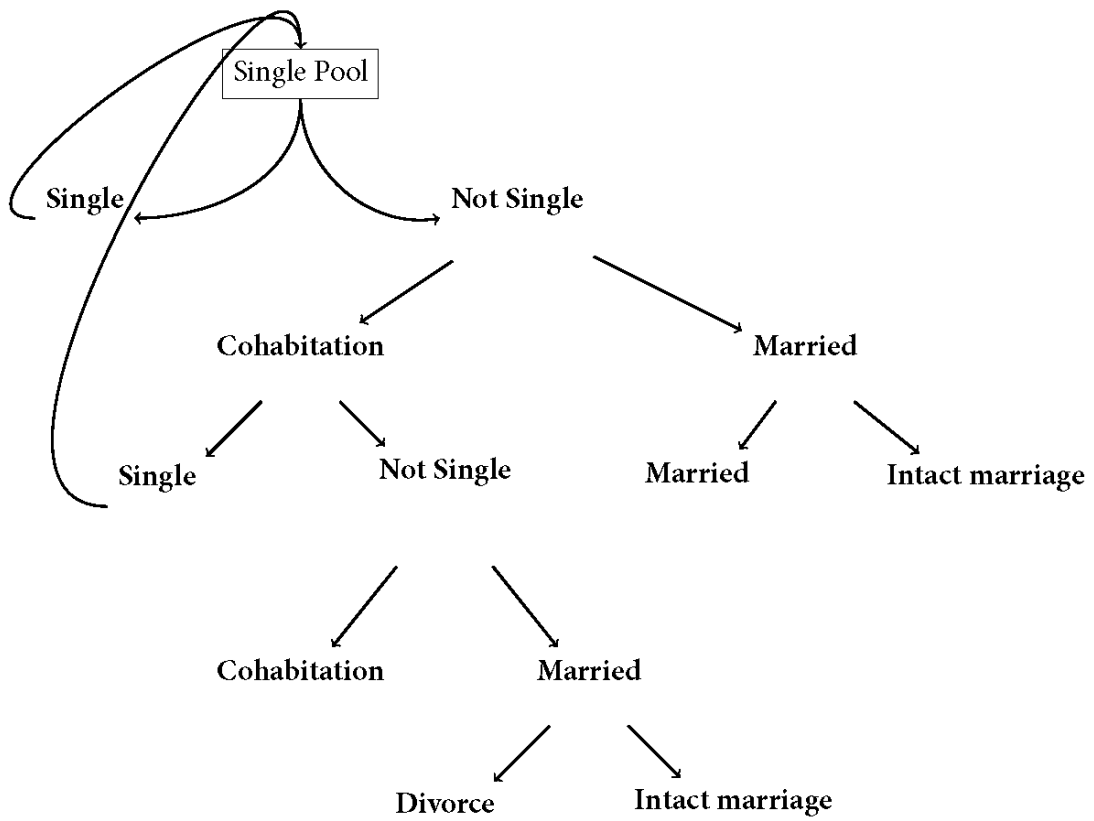 Single Pool
Single
Not Single
Cohabitation
Married
Single
Not Single
Married
Intact marriage
Cohabitation
Married
Divorce
Intact marriage